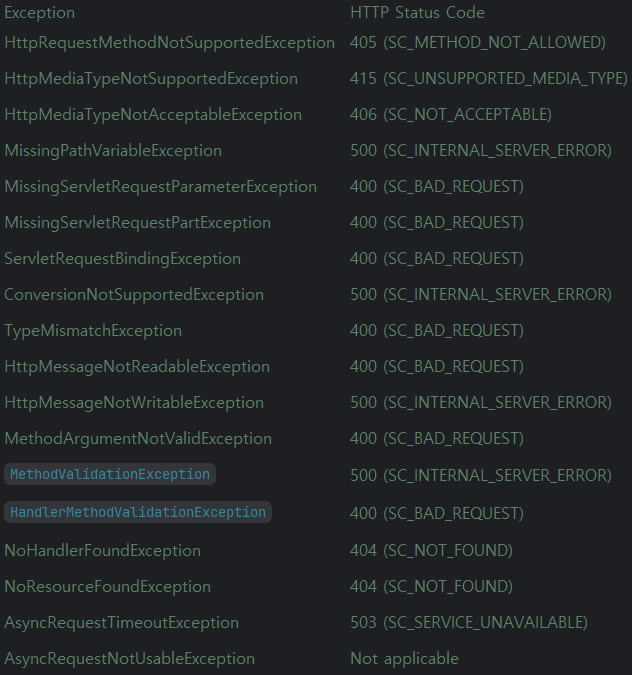 Exception HTTP Status Code
HttpRequestMethodNotSupportedException 405 (SC_METHOD_NOT_ALLOWED)
HttpMediaTypeNotSupportedException 415 (SC_UNSUPPORTED_MEDIA_TYPE)
HttpMediaTypeNotAcceptableException 406 (SC_NOT_ACCEPTABLE)
MissingPathVariableException 500 (SC_INTERNAL_SERVER_ERROR)
MissingServletRequestParameterException 400 (SC_BAD_REQUEST)
MissingServletRequestPartException 400 (SC_BAD_REQUEST)
ServletRequestBindingException 400 (SC_BAD_REQUEST)
ConversionNotSupportedException 500 (SC_INTERNAL_SERVER_ERROR)
TypeMismatchException 400 (SC_BAD_REQUEST)
HttpMessageNotReadableException 400 (SC_BAD_REQUEST)
HttpMessageNotWritableException 500 (SC_INTERNAL_SERVER_ERROR)
MethodArgumentNotValidException 400 (SC_BAD_REQUEST)
MethodValidationException 500 (SC_INTERNAL_SERVER_ERROR)
HandlerMethodValidationException 400 (SC_BAD_REQUEST)
NoHandlerFoundException 404 (SC_NOT_FOUND)
NoResourceFoundException 404 (SC_NOT_FOUND)
AsyncRequestTimeoutException 503 (SC_SERVICE_UNAVAILABLE)
AsyncRequestNotUsableException Not applicable